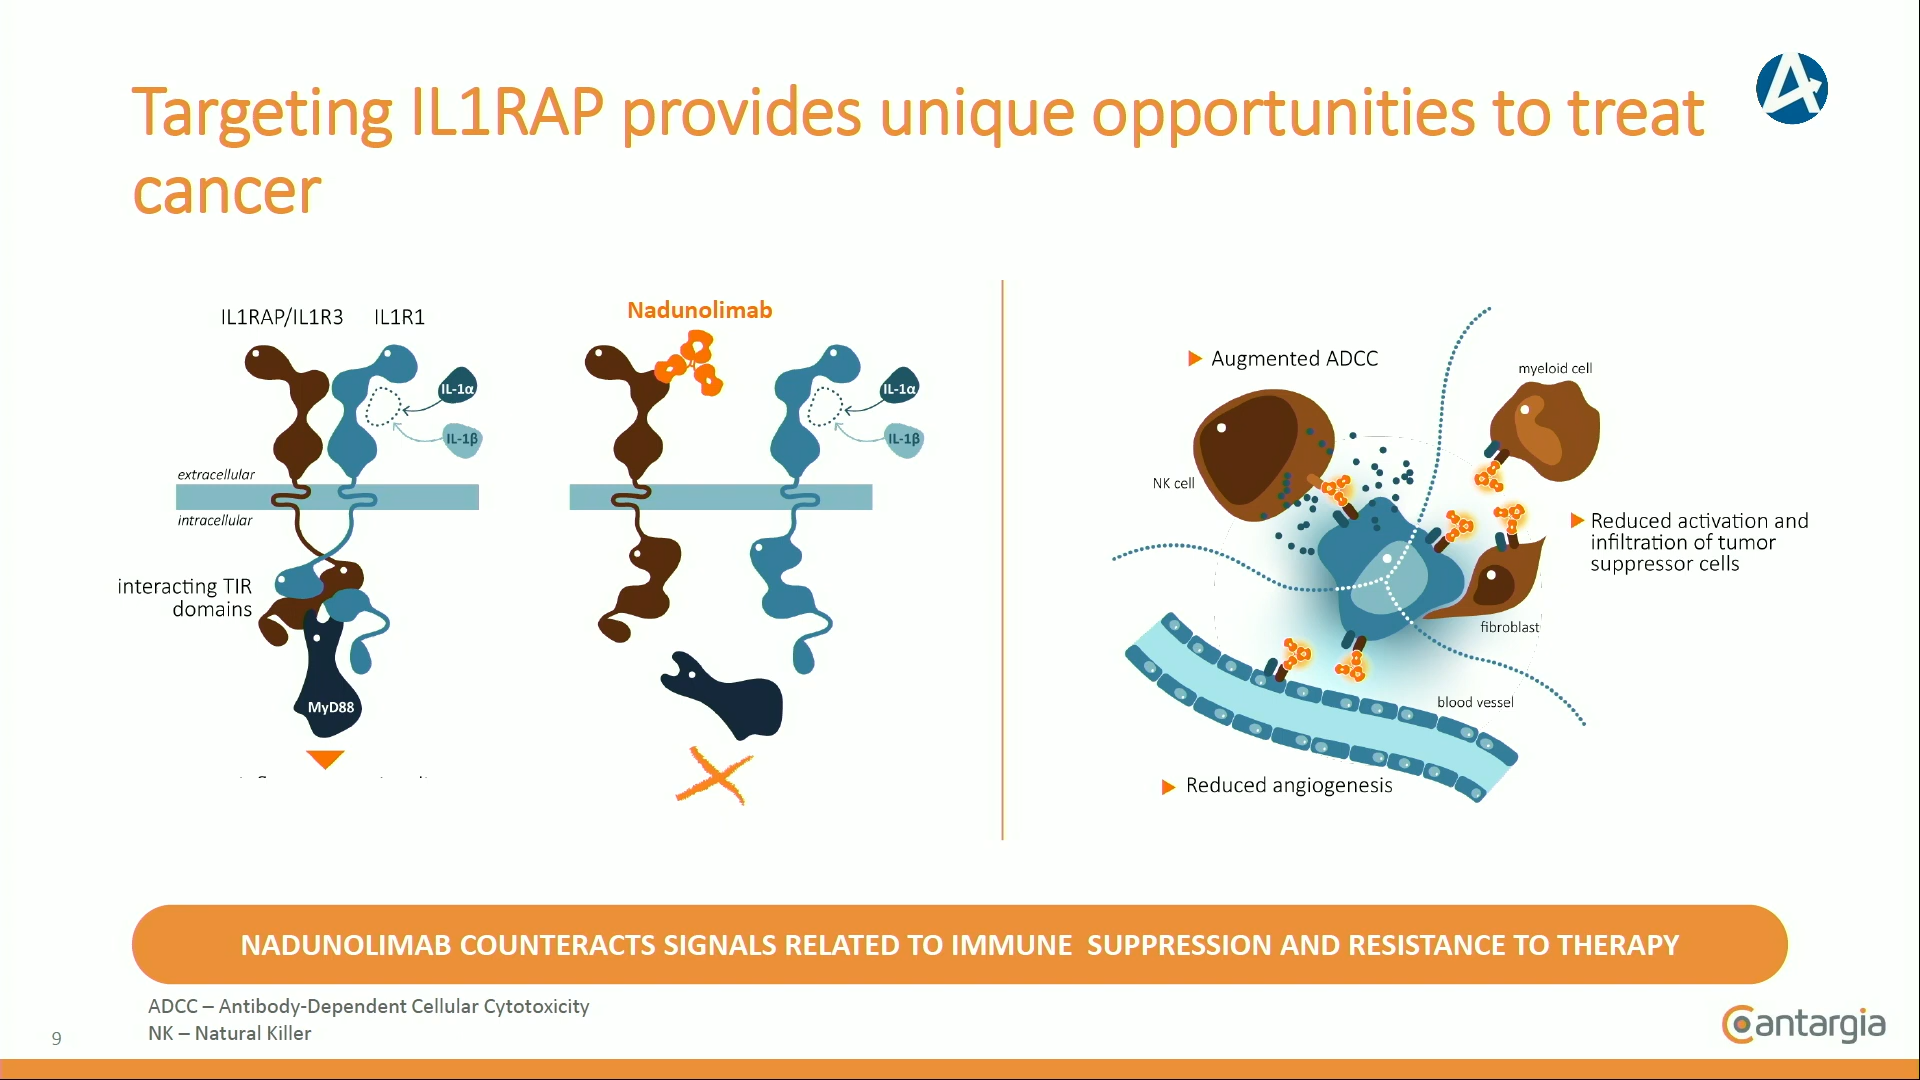 Targeting IL1RAP provides unique opportunities to treat
cancer
IL1RAP/IL1R3
IL1R1
IL-1α
IL-1β
extracellular
intracellular
interacting TIR
domains
MyD88
Nadunolimab
IL-1α
IL-1β
Augmented ADCC
myeloid cell
NK cell
Reduced activation and
infiltration of tumor
suppressor cells
fibroblast
blood vessel
Reduced angiogenesis
NADUNOLIMAB COUNTERACTS SIGNALS RELATED TO IMMUNE SUPPRESSION AND RESISTANCE TO THERAPY
ADCC – Antibody-Dependent Cellular Cytotoxicity
NK – Natural Killer
9
Cantargia